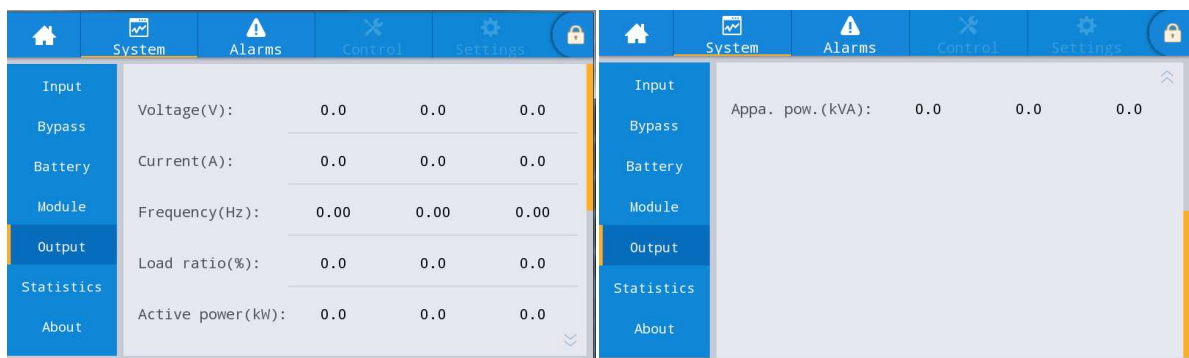 System Alarms Control Settings
Input
Bypass
Battery
Module
Output
Statistics
About
Voltage(V): 0.0 0.0 0.0
Current(A): 0.0 0.0 0.0
Frequency(Hz): 0.00 0.00 0.00
Load ratio(%): 0.0 0.0 0.0
Active power(kW): 0.0 0.0 0.0
System Alarms Control Settings
Input
Bypass
Battery
Module
Output
Statistics
About
Appa. pow.(kVA): 0.0 0.0 0.0